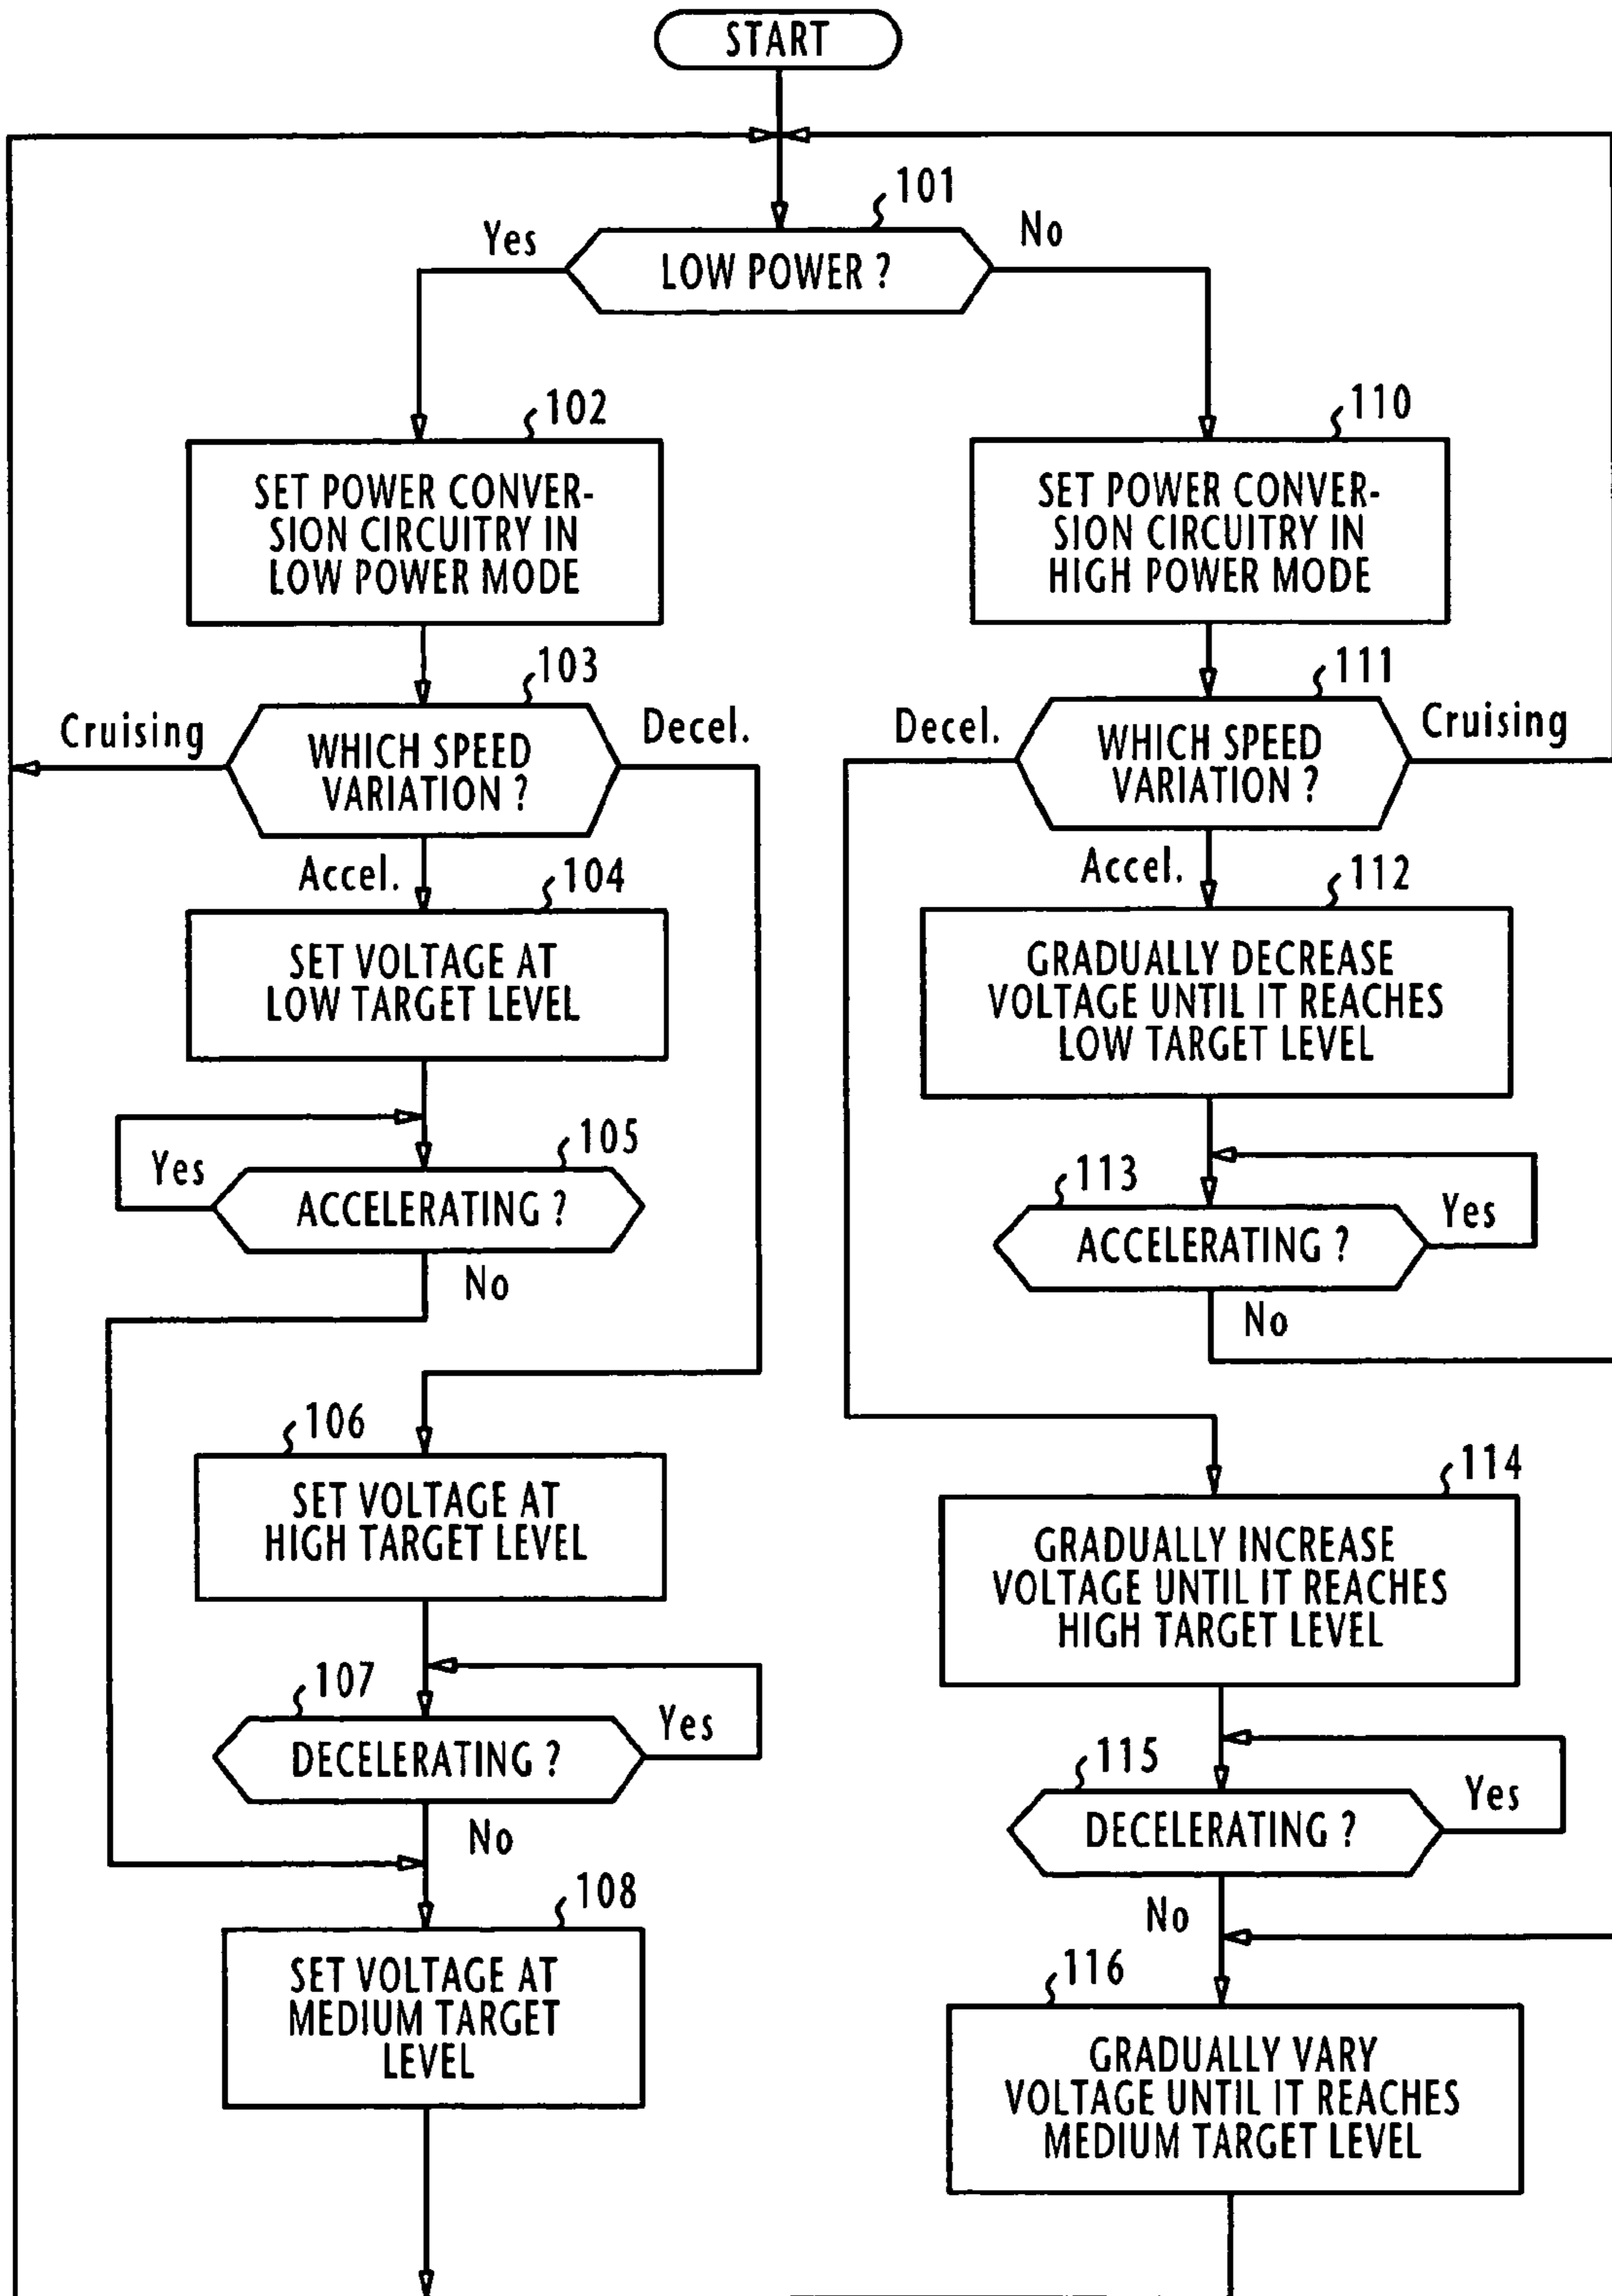 START
101
Yes
No
LOW POWER ?
102
SET POWER CONVER-
SION CIRCUITRY IN
LOW POWER MODE
110
SET POWER CONVER-
SION CIRCUITRY IN
HIGH POWER MODE
103
Cruising
WHICH SPEED
VARIATION ?
Decel.
Accel.
111
Decel.
WHICH SPEED
VARIATION ?
Cruising
Accel.
104
SET VOLTAGE AT
LOW TARGET LEVEL
112
GRADUALLY DECREASE
VOLTAGE UNTIL IT REACHES
LOW TARGET LEVEL
105
Yes
ACCELERATING ?
No
113
Yes
ACCELERATING ?
No
106
SET VOLTAGE AT
HIGH TARGET LEVEL
114
GRADUALLY INCREASE
VOLTAGE UNTIL IT REACHES
HIGH TARGET LEVEL
107
Yes
DECELERATING ?
No
115
Yes
DECELERATING ?
No
108
SET VOLTAGE AT
MEDIUM TARGET
LEVEL
116
GRADUALLY VARY
VOLTAGE UNTIL IT REACHES
MEDIUM TARGET LEVEL